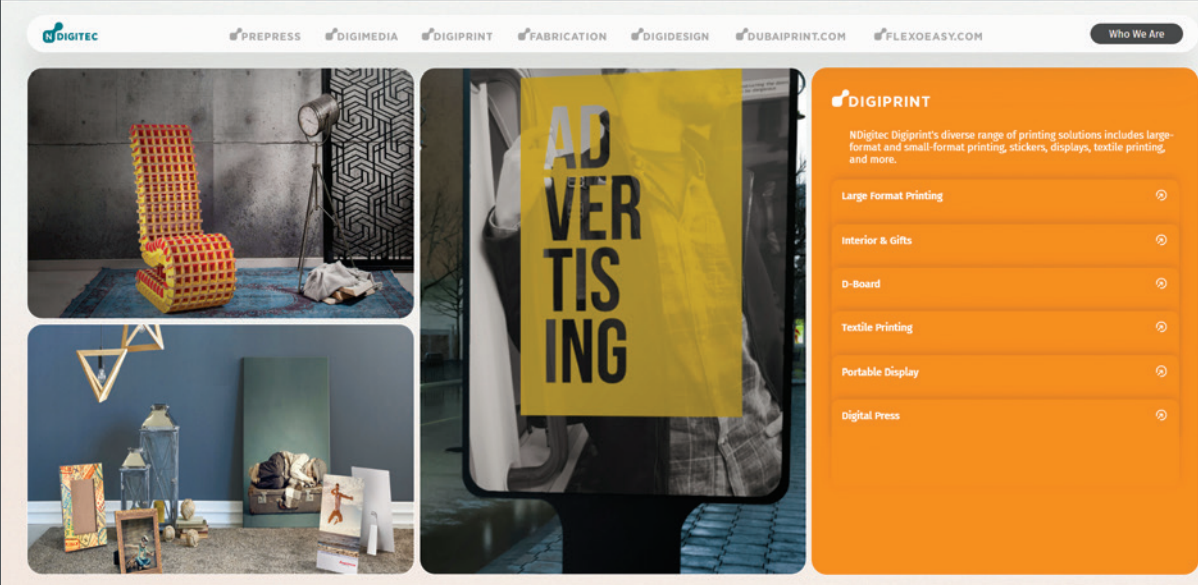 NDIGITEC
PREPRESS
DIGIMEDIA
DIGIPRINT
FABRICATION
DIGIDESIGN
DUBAIPRINT.COM
FLEXOEASY.COM
Who We Are
AD
VER
TIS
ING
DIGIPRINT
NDigitec Digiprint's diverse range of printing solutions includes large-
format and small-format printing, stickers, displays, textile printing,
and more.
Large Format Printing
Interior & Gifts
D-Board
Textile Printing
Portable Display
Digital Press